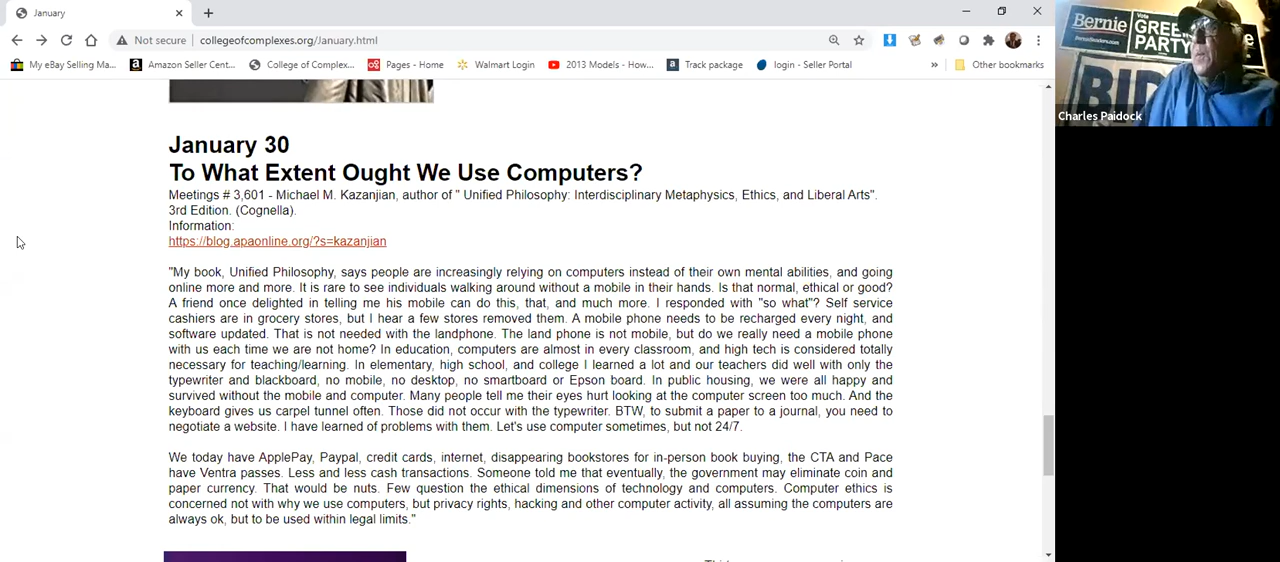 January
Not secure
collegeofcomplexes.org/January.html
My eBay Selling Ma...
Amazon Seller Cent...
College of Complex...
Pages - Home
Walmart Login
2013 Models - How...
Track package
login - Seller Portal
»
Other bookmarks
Bernie
BernieSanders.com
Vote
GREEN
PARTY
BID
Charles Paidock
January 30
To What Extent Ought We Use Computers?
Meetings # 3,601 - Michael M. Kazanjian, author of " Unified Philosophy: Interdisciplinary Metaphysics, Ethics, and Liberal Arts".
3rd Edition. (Cognella).
Information:
https://blog.apaonline.org/?s=kazanjian
"My book, Unified Philosophy, says people are increasingly relying on computers instead of their own mental abilities, and going
online more and more. It is rare to see individuals walking around without a mobile in their hands. Is that normal, ethical or good?
A friend once delighted in telling me his mobile can do this, that, and much more. I responded with "so what"? Self service
cashiers are in grocery stores, but I hear a few stores removed them. A mobile phone needs to be recharged every night, and
software updated. That is not needed with the landphone. The land phone is not mobile, but do we really need a mobile phone
with us each time we are not home? In education, computers are almost in every classroom, and high tech is considered totally
necessary for teaching/learning. In elementary, high school, and college I learned a lot and our teachers did well with only the
typewriter and blackboard, no mobile, no desktop, no smartboard or Epson board. In public housing, we were all happy and
survived without the mobile and computer. Many people tell me their eyes hurt looking at the computer screen too much. And the
keyboard gives us carpel tunnel often. Those did not occur with the typewriter. BTW, to submit a paper to a journal, you need to
negotiate a website. I have learned of problems with them. Let's use computer sometimes, but not 24/7.
We today have ApplePay, Paypal, credit cards, internet, disappearing bookstores for in-person book buying, the CTA and Pace
have Ventra passes. Less and less cash transactions. Someone told me that eventually, the government may eliminate coin and
paper currency. That would be nuts. Few question the ethical dimensions of technology and computers. Computer ethics is
concerned not with why we use computers, but privacy rights, hacking and other computer activity, all assuming the computers are
always ok, but to be used within legal limits."